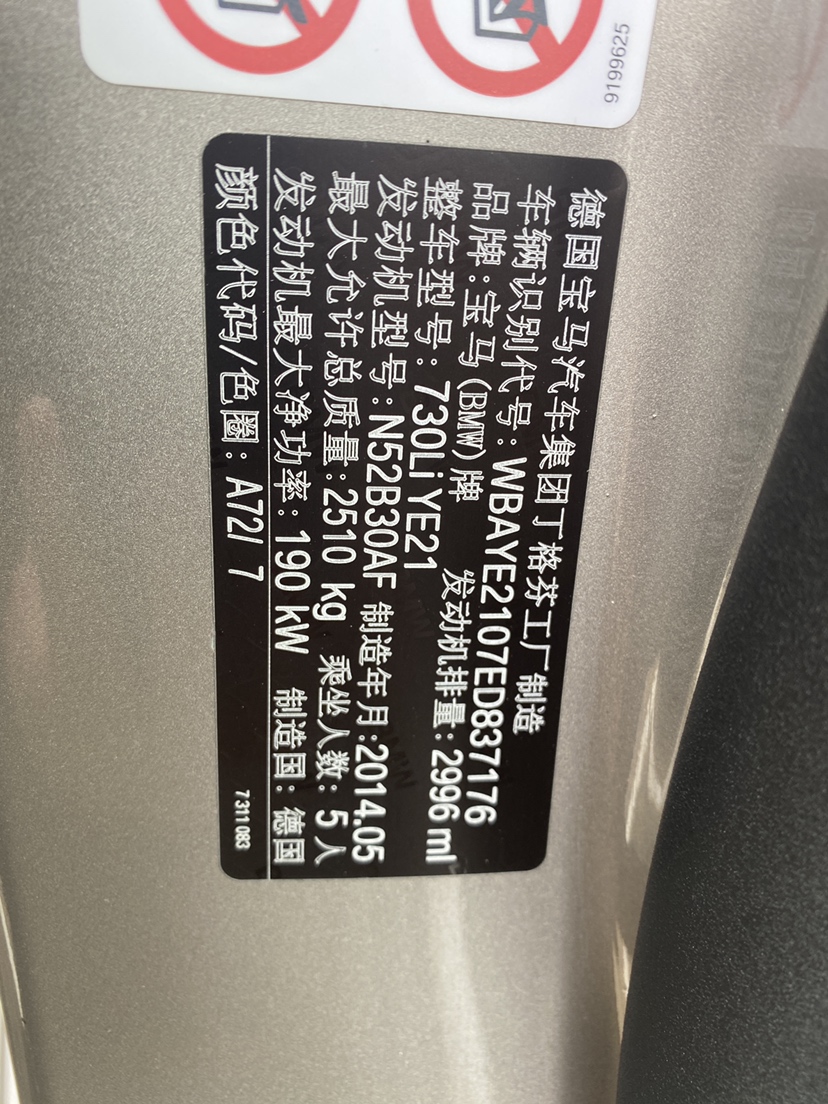 9199625
德国宝马汽车集团丁格芬工厂制造
车辆识别代号:WBAYE2107ED837176
品牌:宝马(BMW)牌 发动机排量:2996 ml
整车型号:730Li YE21
发动机型号:N52B30AF 制造年月:2014.05
最大允许总质量:2510 kg 乘坐人数:5人
发动机最大净功率:190 kW 制造国:德国
颜色代码/色圈:A72/ 7
7311083